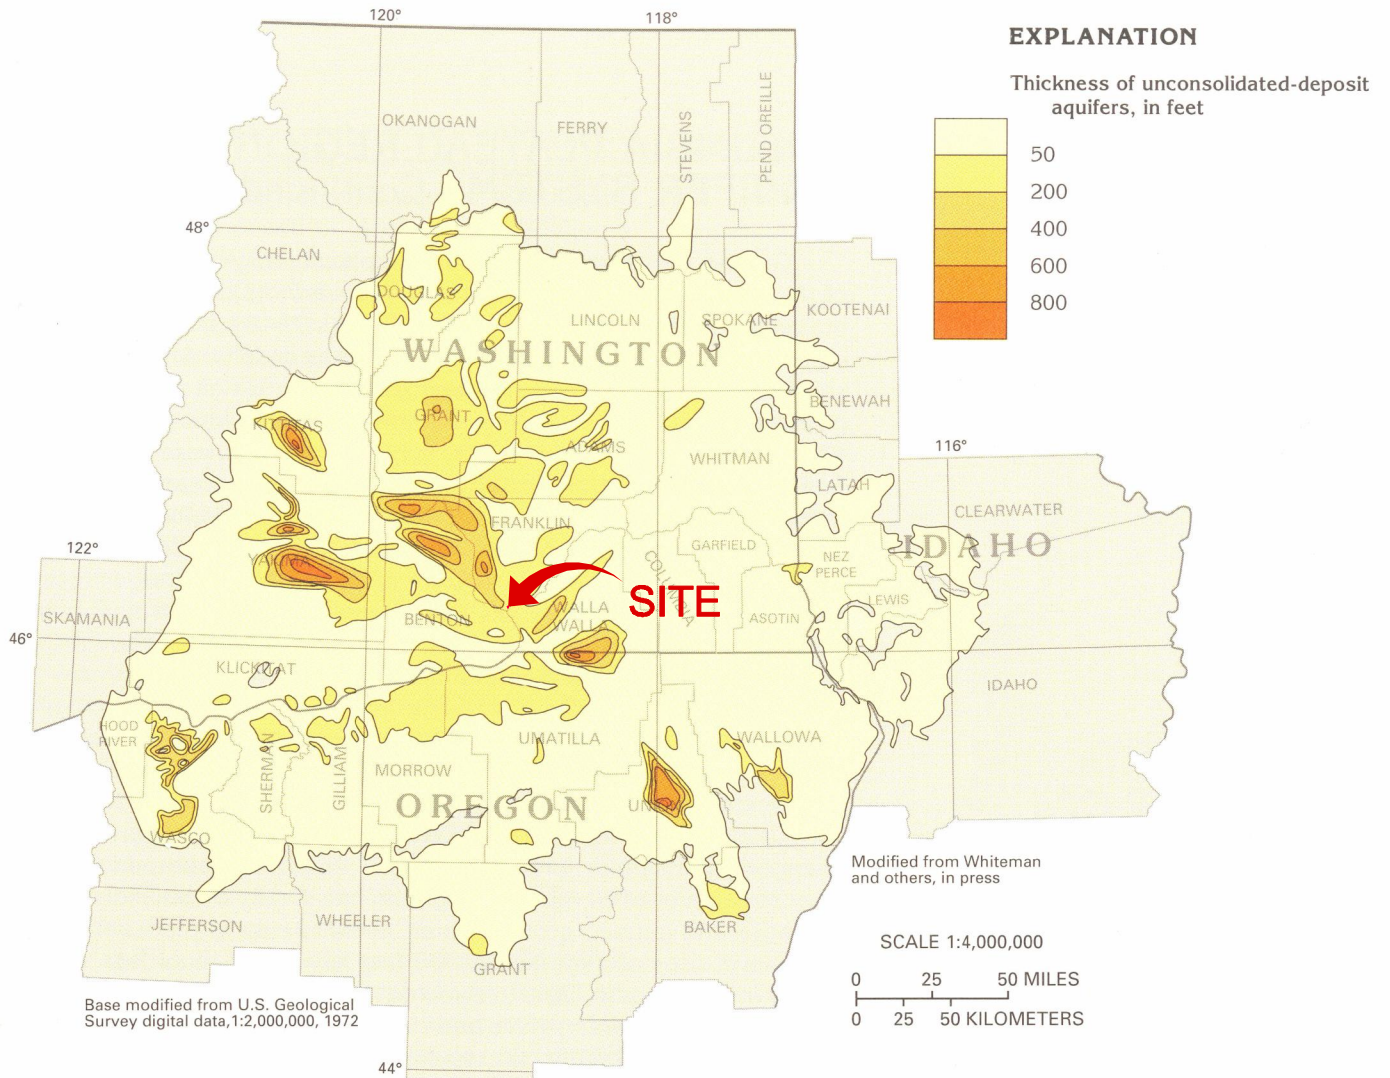 120°
118°
EXPLANATION
Thickness of unconsolidated-deposit
aquifers, in feet
50
200
400
600
800
OKANOGAN
FERRY
STEVENS
PEND OREILLE
48°
CHELAN
DOUGLAS
LINCOLN
SPOKANE
KOOTENAI
WASHINGTON
GRANT
KITTITAS
ADAMS
WHITMAN
BENEWAH
116°
LATAH
CLEARWATER
FRANKLIN
GARFIELD
IDAHO
122°
YAKIMA
NEZ
PERCE
COLUMBIA
SITE
LEWIS
SKAMANIA
BENTON
WALLA
WALLA
ASOTIN
46°
KLICKITAT
IDAHO
HOOD
RIVER
SHERMAN
GILLIAM
MORROW
UMATILLA
WALLOWA
OREGON
UNION
WASCO
Modified from Whiteman
and others, in press
JEFFERSON
WHEELER
GRANT
BAKER
SCALE 1:4,000,000
0 25 50 MILES
0 25 50 KILOMETERS
Base modified from U.S. Geological
Survey digital data,1:2,000,000, 1972
44°